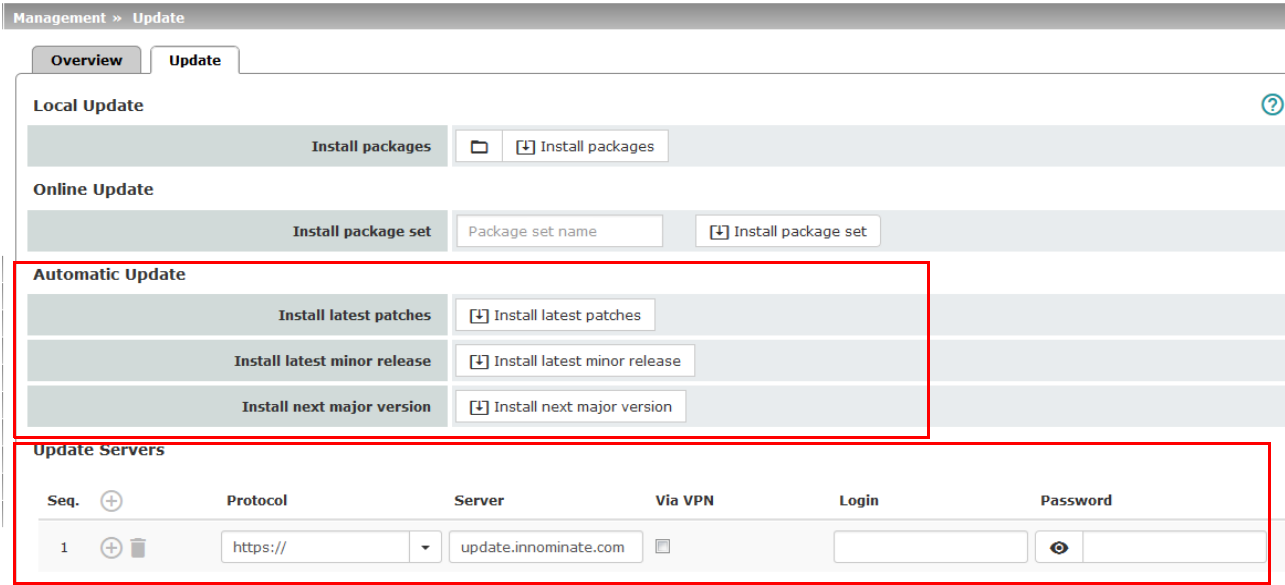 Management » Update
Overview Update
Local Update
Install packages Install packages
Online Update
Install package set Package set name Install package set
Automatic Update
Install latest patches Install latest patches
Install latest minor release Install latest minor release
Install next major version Install next major version
Update Servers
Seq. Protocol Server Via VPN Login Password
1 https:// update.innominate.com